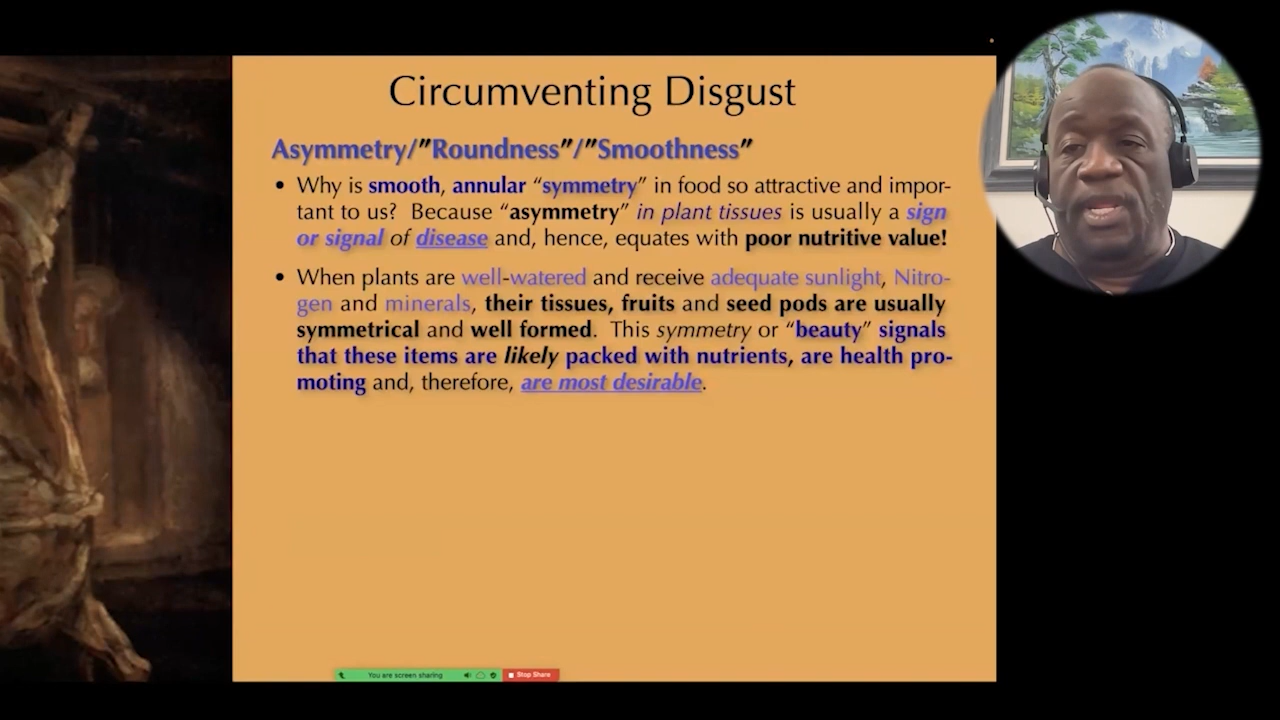 Circumventing Disgust
Asymmetry/”Roundness”/”Smoothness”
• Why is smooth, annular “symmetry” in food so attractive and impor-
tant to us? Because “asymmetry” in plant tissues is usually a sign
or signal of disease and, hence, equates with poor nutritive value!
• When plants are well-watered and receive adequate sunlight, Nitro-
gen and minerals, their tissues, fruits and seed pods are usually
symmetrical and well formed. This symmetry or “beauty” signals
that these items are likely packed with nutrients, are health pro-
moting and, therefore, are most desirable.
You are screen sharing
Stop Share